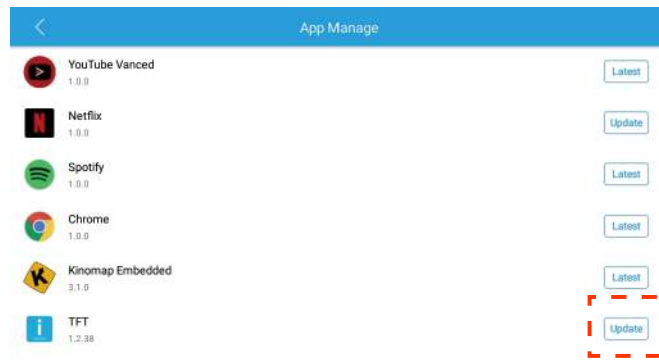 App Manage
YouTube Vanced
1.0.0
Latest
Netflix
1.0.0
Update
Spotify
1.0.0
Latest
Chrome
1.0.0
Latest
Kinomap Embedded
3.1.0
Latest
TFT
1.2.38
Update